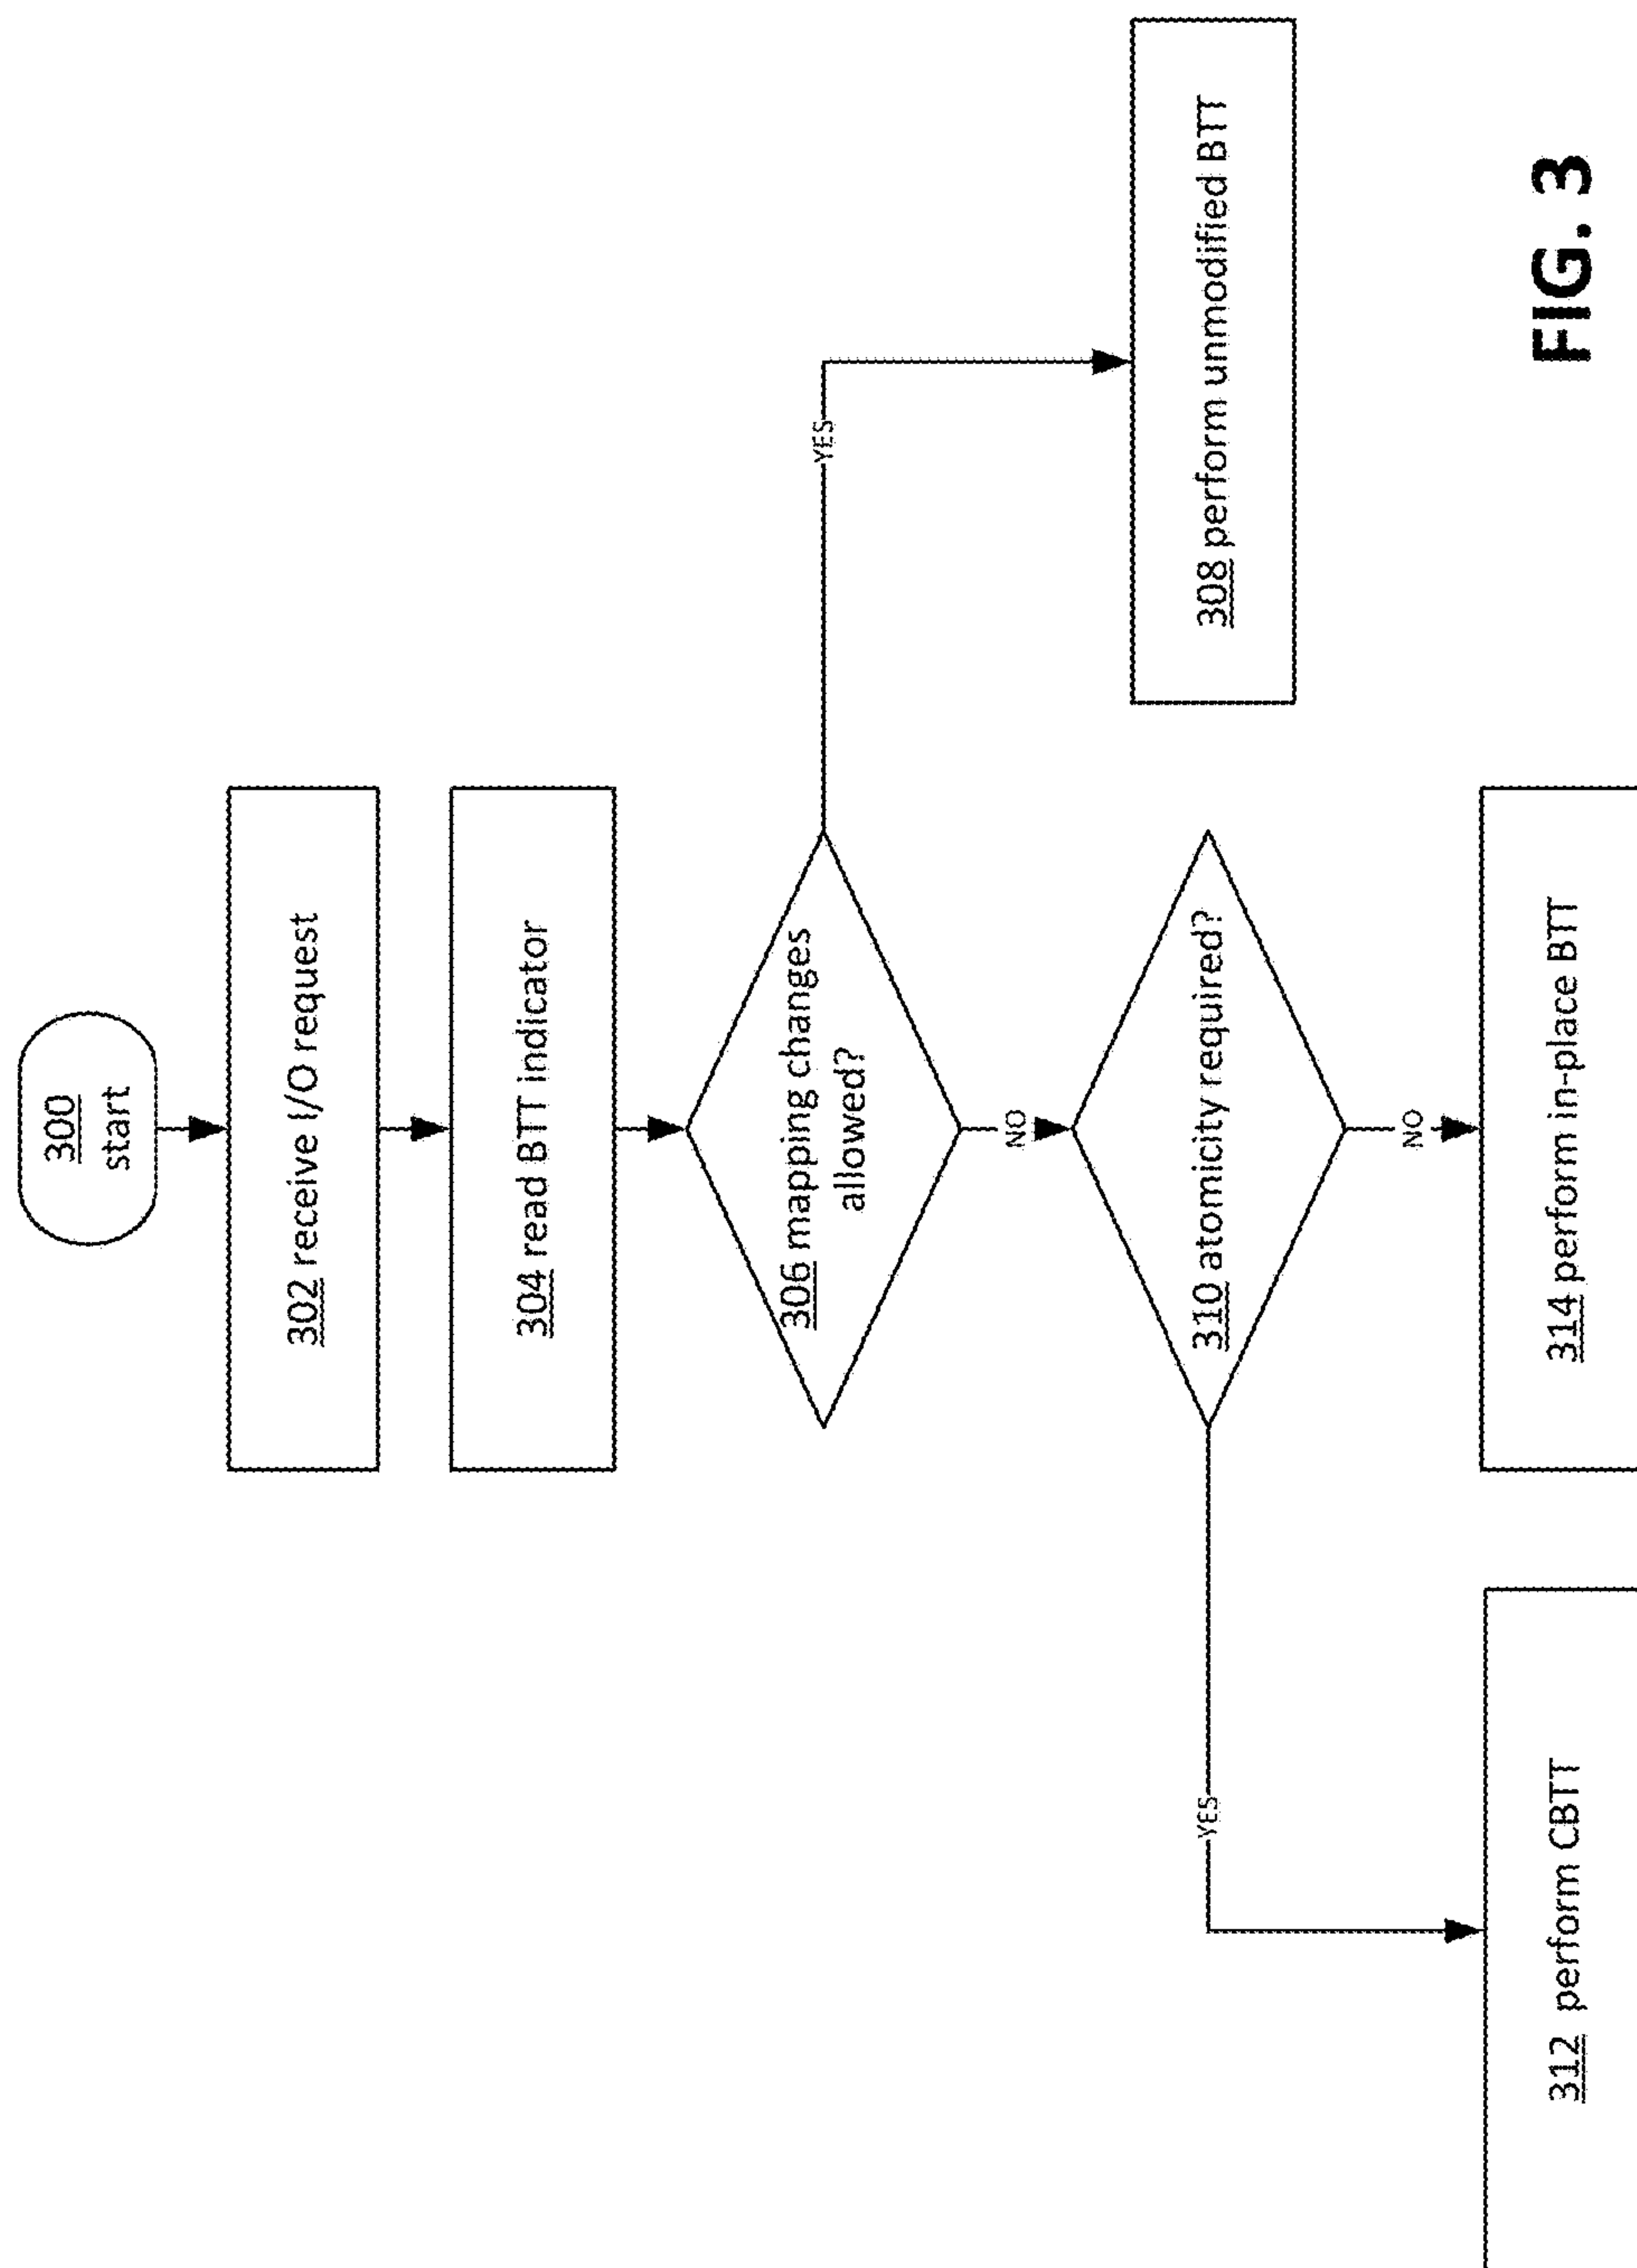 300
start
302 receive I/O request
304 read BTT indicator
306 mapping changes
allowed?
YES
NO
308 perform unmodified BTT
310 atomicity required?
YES
NO
312 perform CBTT
314 perform in-place BTT
FIG. 3